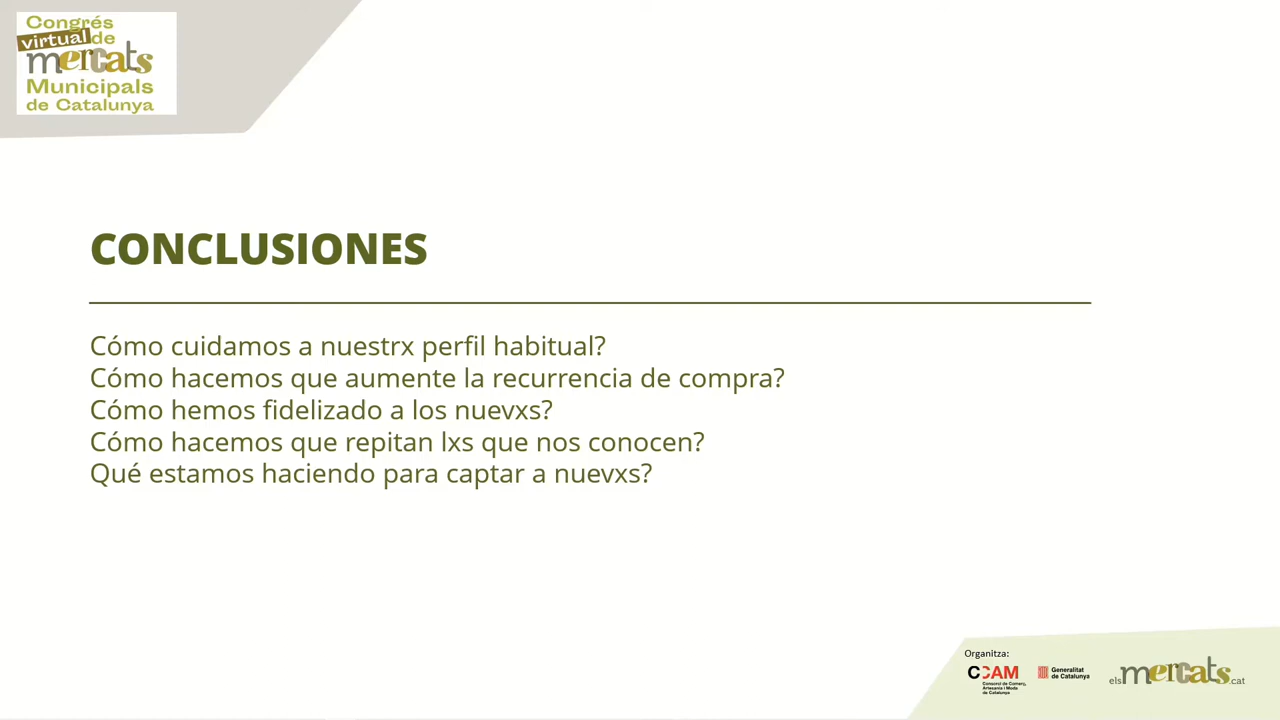 Congrés
virtual de
mercats
Municipals
de Catalunya
CONCLUSIONES
Cómo cuidamos a nuestrx perfil habitual?
Cómo hacemos que aumente la recurrencia de compra?
Cómo hemos fidelizado a los nuevxs?
Cómo hacemos que repitan lxs que nos conocen?
Qué estamos haciendo para captar a nuevxs?
Organitza:
CCAM
Consorci de Comerç,
Artesania i Moda
de Catalunya
Generalitat
de Catalunya
elsmercats.cat